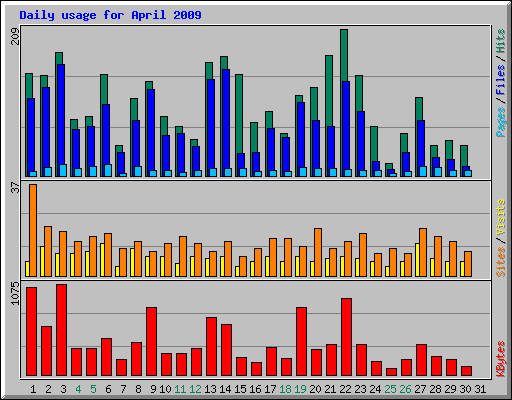 Daily usage for April 2009
209
Pages / Files / Hits
37
Sites / Visits
1075
KBytes
1 2 3 4 5 6 7 8 9 10 11 12 13 14 15 16 17 18 19 20 21 22 23 24 25 26 27 28 29 30 31